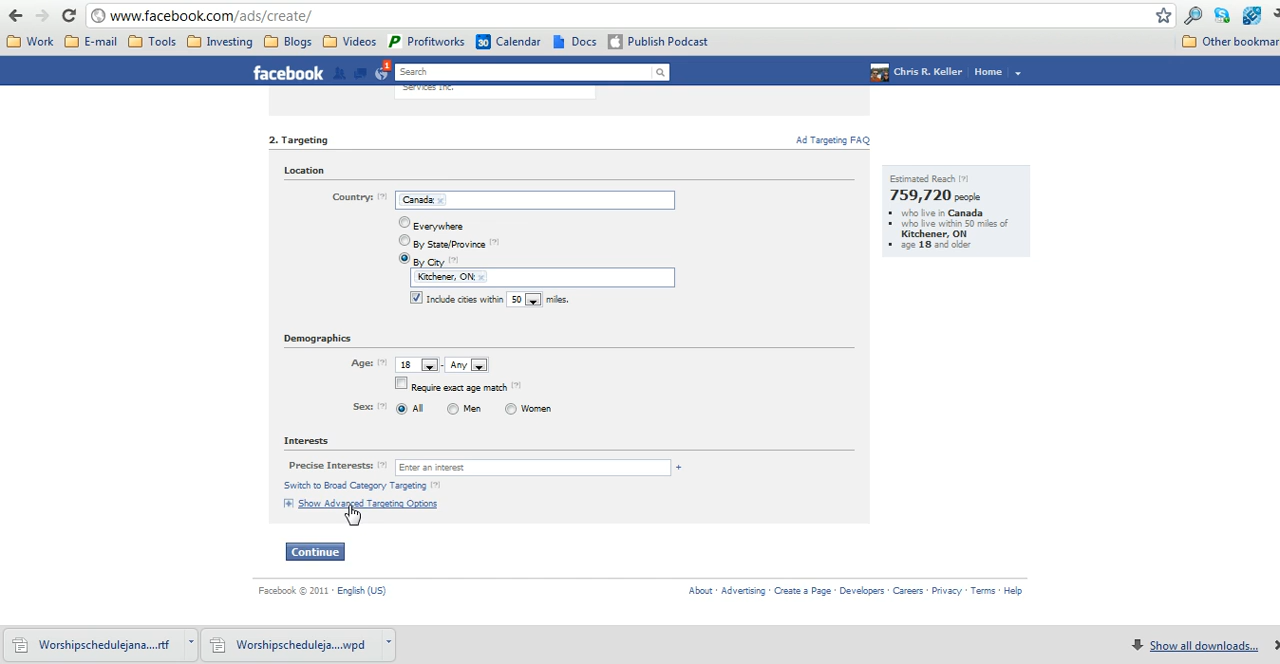 www.facebook.com/ads/create/
Work E-mail Tools Investing Blogs Videos P Profitworks 30 Calendar Docs Publish Podcast Other bookmar
facebook 1 Search Chris R. Keller Home
Services Inc.
2. Targeting Ad Targeting FAQ
Location
Country: [?] Canada x
Everywhere
By State/Province [?]
By City [?]
Kitchener, ON x
Include cities within 50 miles.
Estimated Reach [?]
759,720 people
who live in Canada
who live within 50 miles of
Kitchener, ON
age 18 and older
Demographics
Age: [?] 18 - Any
Require exact age match [?]
Sex: [?] All Men Women
Interests
Precise Interests: [?] Enter an interest +
Switch to Broad Category Targeting [?]
Show Advanced Targeting Options
Continue
Facebook © 2011 · English (US) About · Advertising · Create a Page · Developers · Careers · Privacy · Terms · Help
Worshipschedulejana....rtf Worshipscheduleja....wpd Show all downloads...